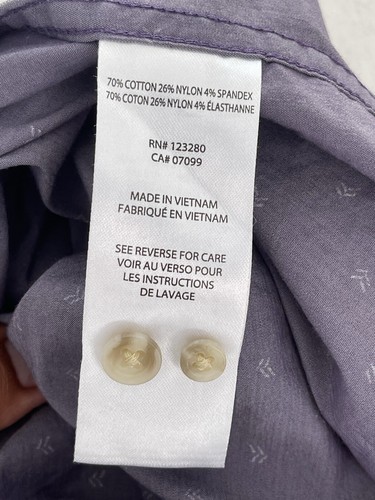 70% COTTON 26% NYLON 4% SPANDEX
70% COTON 26% NYLON 4% ÉLASTHANNE
RN# 123280
CA# 07099
MADE IN VIETNAM
FABRIQUÉ EN VIETNAM
SEE REVERSE FOR CARE
VOIR AU VERSO POUR
LES INSTRUCTIONS
DE LAVAGE